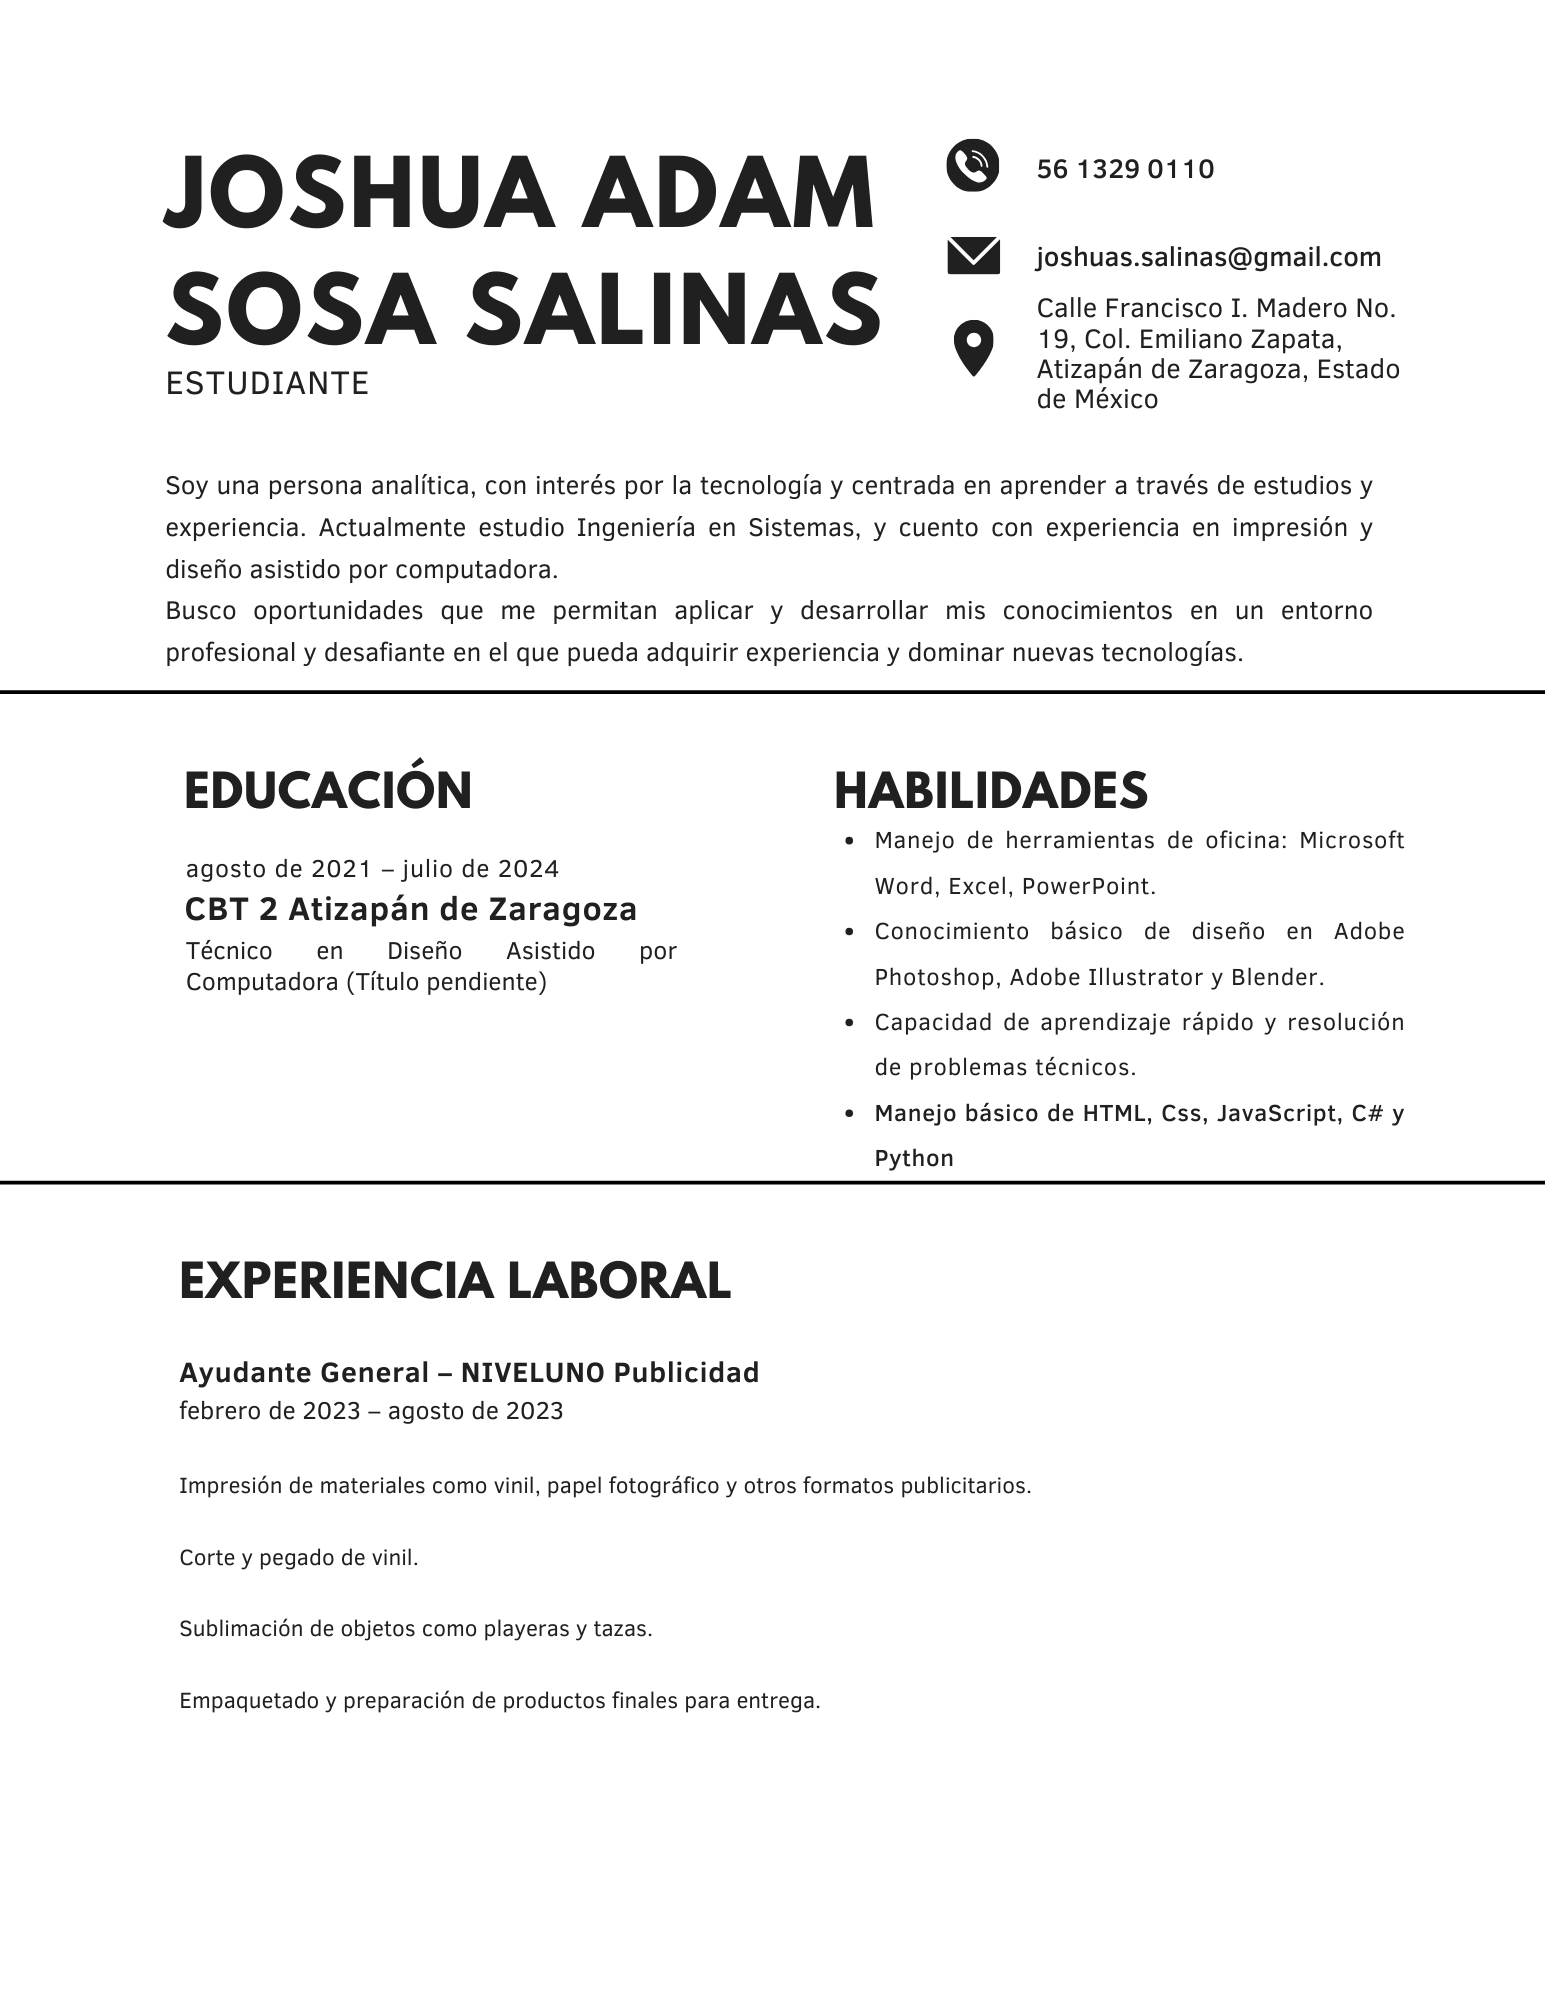 JOSHUA ADAM
SOSA SALINAS
ESTUDIANTE
56 1329 0110
joshuas.salinas@gmail.com
Calle Francisco I. Madero No.
19, Col. Emiliano Zapata,
Atizapán de Zaragoza, Estado
de México
Soy una persona analítica, con interés por la tecnología y centrada en aprender a través de estudios y
experiencia. Actualmente estudio Ingeniería en Sistemas, y cuento con experiencia en impresión y
diseño asistido por computadora.
Busco oportunidades que me permitan aplicar y desarrollar mis conocimientos en un entorno
profesional y desafiante en el que pueda adquirir experiencia y dominar nuevas tecnologías.
EDUCACIÓN
agosto de 2021 – julio de 2024
CBT 2 Atizapán de Zaragoza
Técnico en Diseño Asistido por
Computadora (Título pendiente)
HABILIDADES
• Manejo de herramientas de oficina: Microsoft
Word, Excel, PowerPoint.
• Conocimiento básico de diseño en Adobe
Photoshop, Adobe Illustrator y Blender.
• Capacidad de aprendizaje rápido y resolución
de problemas técnicos.
• Manejo básico de HTML, Css, JavaScript, C# y
Python
EXPERIENCIA LABORAL
Ayudante General – NIVELUNO Publicidad
febrero de 2023 – agosto de 2023
Impresión de materiales como vinil, papel fotográfico y otros formatos publicitarios.
Corte y pegado de vinil.
Sublimación de objetos como playeras y tazas.
Empaquetado y preparación de productos finales para entrega.